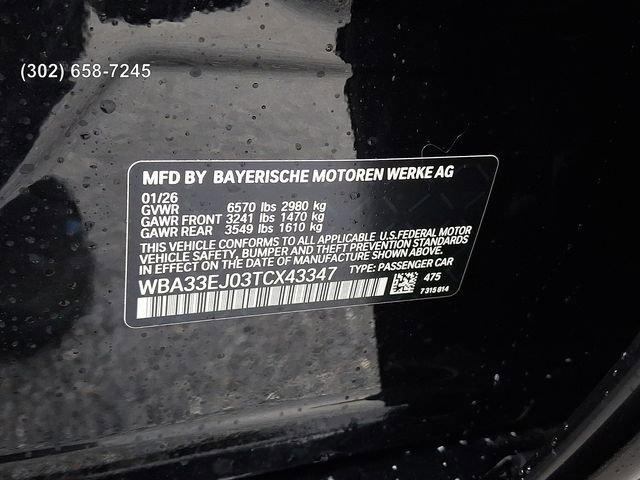 (302) 658-7245
MFD BY BAYERISCHE MOTOREN WERKE AG
01/26
GVWR 6570 lbs 2980 kg
GAWR FRONT 3241 lbs 1470 kg
GAWR REAR 3549 lbs 1610 kg
THIS VEHICLE CONFORMS TO ALL APPLICABLE U.S.FEDERAL MOTOR
VEHICLE SAFETY, BUMPER AND THEFT PREVENTION STANDARDS
IN EFFECT ON THE DATE OF MANUFACTURE SHOWN ABOVE.
WBA33EJ03TCX43347 TYPE: PASSENGER CAR
475
7315814